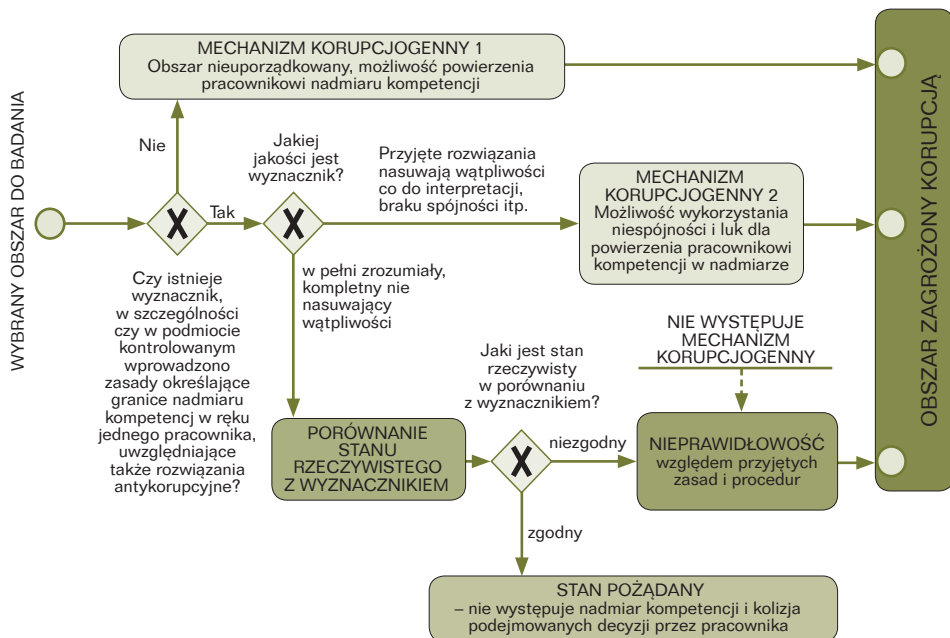 WYBRANY OBSZAR DO BADANIA
MECHANIZM KORUPCJOGENNY 1
Obszar nieuporządkowany, możliwość powierzenia
pracownikowi nadmiaru kompetencji
Nie
Tak
Czy istnieje
wyznacznik,
w szczególności
czy w podmiocie
kontrolowanym
wprowadzono
zasady określające
granice nadmiaru
kompetencj w ręku
jednego pracownika,
uwzględniające
także rozwiązania
antykorupcyjne?
Jakiej
jakości jest
wyznacznik?
Przyjęte rozwiązania
nasuwają wątpliwości
co do interpretacji,
braku spójności itp.
MECHANIZM
KORUPCJOGENNY 2
Możliwość wykorzystania
niespójności i luk dla
powierzenia pracownikowi
kompetencji w nadmiarze
w pełni zrozumiały,
kompletny nie
nasuwający
wątpliwości
PORÓWNANIE
STANU
RZECZYWISTEGO
Z WYZNACZNIKIEM
Jaki jest stan
rzeczywisty
w porównaniu
z wyznacznikiem?
niezgodny
zgodny
NIE WYSTĘPUJE
MECHANIZM
KORUPCJOGENNY
NIEPRAWIDŁOWOŚĆ
względem przyjętych
zasad i procedur
STAN POŻĄDANY
– nie występuje nadmiar kompetencji i kolizja
podejmowanych decyzji przez pracownika
OBSZAR ZAGROŻONY KORUPCJĄ